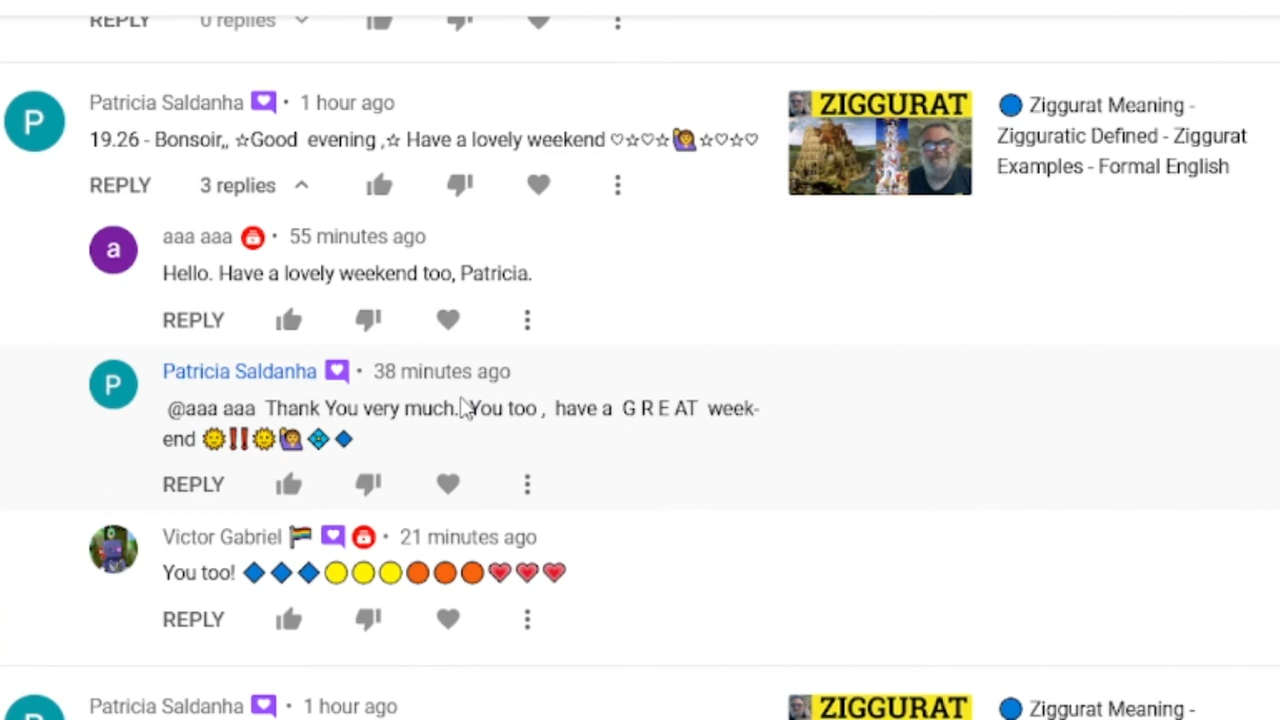 REPLY 0 replies
Patricia Saldanha • 1 hour ago
19.26 - Bonsoir,, ☆Good evening ,☆ Have a lovely weekend ♡☆♡☆🙋☆♡☆♡
REPLY 3 replies
ZIGGURAT
Ziggurat Meaning -
Zigguratic Defined - Ziggurat
Examples - Formal English
a
aaa aaa • 55 minutes ago
Hello. Have a lovely weekend too, Patricia.
REPLY
P
Patricia Saldanha • 38 minutes ago
@aaa aaa Thank You very much. You too , have a G R E AT week-
end 🌞‼🌞🙋💠🔹
REPLY
Victor Gabriel 🏳️‍🌈 • 21 minutes ago
You too! 🔷🔷🔷🟡🟡🟡🟠🟠🟠💗💗💗
REPLY
P
Patricia Saldanha • 1 hour ago
ZIGGURAT
Ziggurat Meaning -